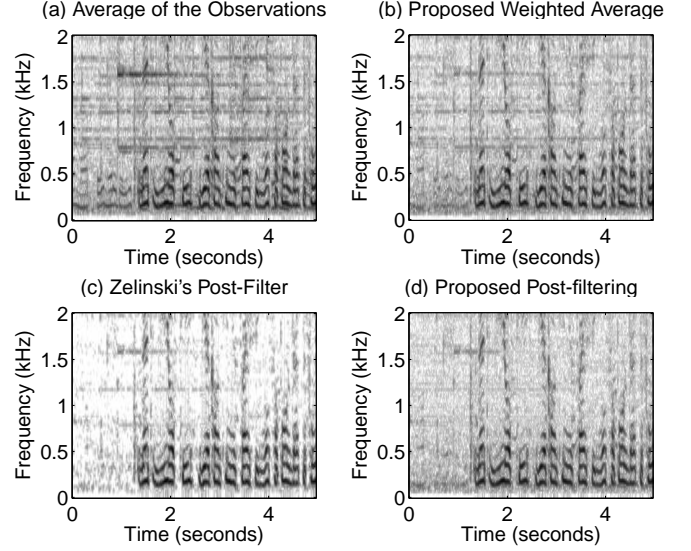 (a) Average of the Observations
(b) Proposed Weighted Average
2
1.5
1
0.5
0
Frequency (kHz)
0 2 4
Time (seconds)
2
1.5
1
0.5
0
Frequency (kHz)
0 2 4
Time (seconds)
(c) Zelinski's Post-Filter
(d) Proposed Post-filtering
2
1.5
1
0.5
0
Frequency (kHz)
0 2 4
Time (seconds)
2
1.5
1
0.5
0
Frequency (kHz)
0 2 4
Time (seconds)